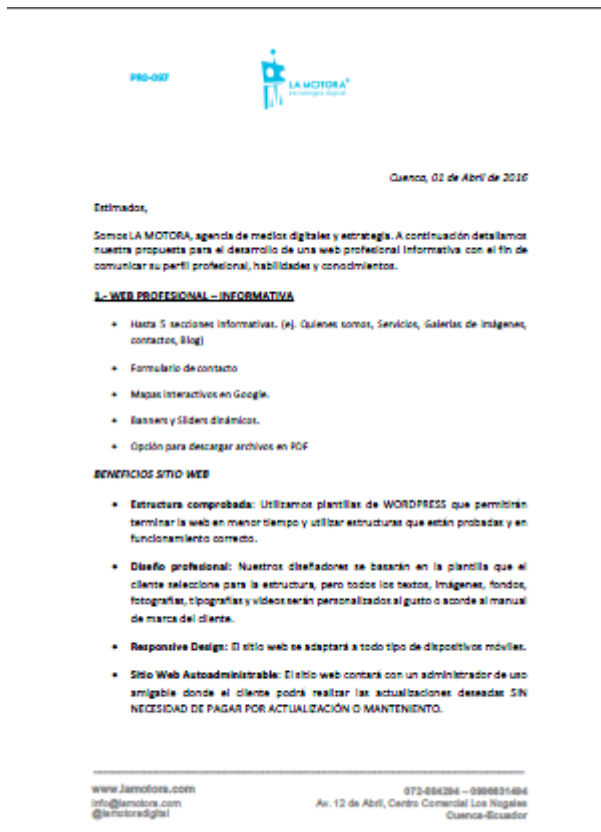 PRO-097
LA MOTORA®
tecnología digital
Cuenca, 01 de Abril de 2016
Estimados,
Somos LA MOTORA, agencia de medios digitales y estrategia. A continuación detallamos
nuestra propuesta para el desarrollo de una web profesional informativa con el fin de
comunicar su perfil profesional, habilidades y conocimientos.
1.- WEB PROFESIONAL – INFORMATIVA
• Hasta 5 secciones informativas. (ej. Quienes somos, Servicios, Galerías de imágenes,
contactos, Blog)
• Formulario de contacto
• Mapas interactivos en Google.
• Banners y Sliders dinámicos.
• Opción para descargar archivos en PDF
BENEFICIOS SITIO WEB
• Estructura comprobada: Utilizamos plantillas de WORDPRESS que permitirán
terminar la web en menor tiempo y utilizar estructuras que están probadas y en
funcionamiento correcto.
• Diseño profesional: Nuestros diseñadores se basarán en la plantilla que el
cliente seleccione para la estructura, pero todos los textos, imágenes, fondos,
fotografías, tipografías y videos serán personalizados al gusto o acorde al manual
de marca del cliente.
• Responsive Design: El sitio web se adaptará a todo tipo de dispositivos móviles.
• Sitio Web Autoadministrable: El sitio web contará con un administrador de uso
amigable donde el cliente podrá realizar las actualizaciones deseadas SIN
NECESIDAD DE PAGAR POR ACTUALIZACIÓN O MANTENIENTO.
www.lamotora.com
info@lamotora.com
@lamotoradigital
072-884294 – 0996831494
Av. 12 de Abril, Centro Comercial Los Nogales
Cuenca-Ecuador